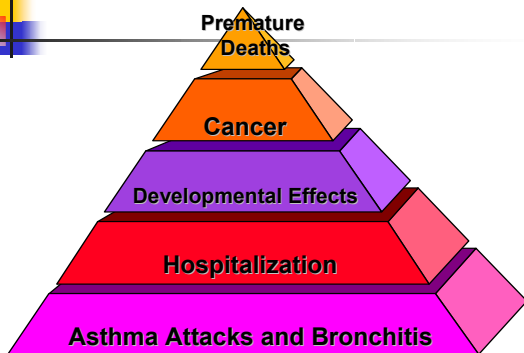 Premature
Deaths
Cancer
Developmental Effects
Hospitalization
Asthma Attacks and Bronchitis